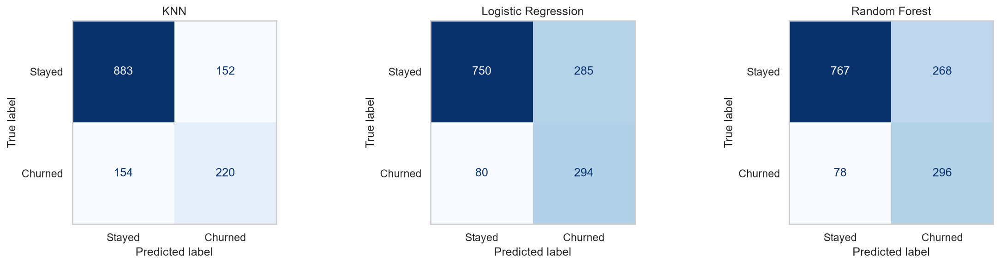 KNN
Stayed
883
152
Churned
154
220
True label
Stayed
Churned
Predicted label
Logistic Regression
Stayed
750
285
Churned
80
294
True label
Stayed
Churned
Predicted label
Random Forest
Stayed
767
268
Churned
78
296
True label
Stayed
Churned
Predicted label